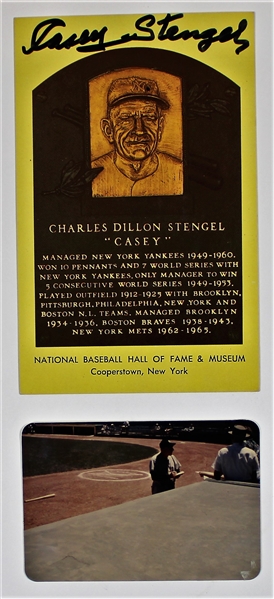 Casey Stengel
CHARLES DILLON STENGEL
"CASEY"
MANAGED NEW YORK YANKEES 1949-1960.
WON 10 PENNANTS AND 7 WORLD SERIES WITH
NEW YORK YANKEES. ONLY MANAGER TO WIN
5 CONSECUTIVE WORLD SERIES 1949-1953.
PLAYED OUTFIELD 1912-1925 WITH BROOKLYN,
PITTSBURGH, PHILADELPHIA, NEW YORK AND
BOSTON N.L. TEAMS. MANAGED BROOKLYN
1934-1936, BOSTON BRAVES 1938-1943,
NEW YORK METS 1962-1965.
NATIONAL BASEBALL HALL OF FAME & MUSEUM
Cooperstown, New York